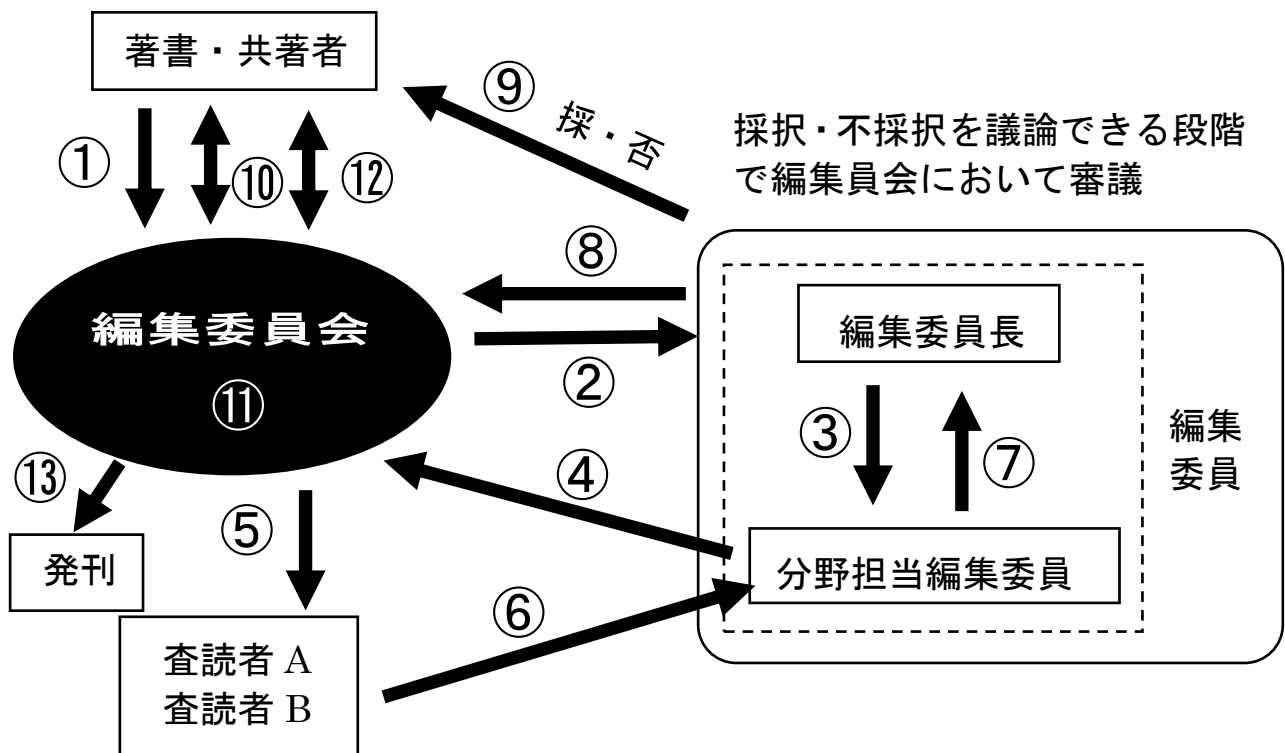 著書・共著者
⑨
採・否
採択・不採択を議論できる段階
で編集員会において審議
①
⑩
⑫
⑧
編集委員会
編集委員長
②
⑪
③
⑦
編集
委員
⑬
④
⑤
発刊
分野担当編集委員
⑥
査読者 A
査読者 B